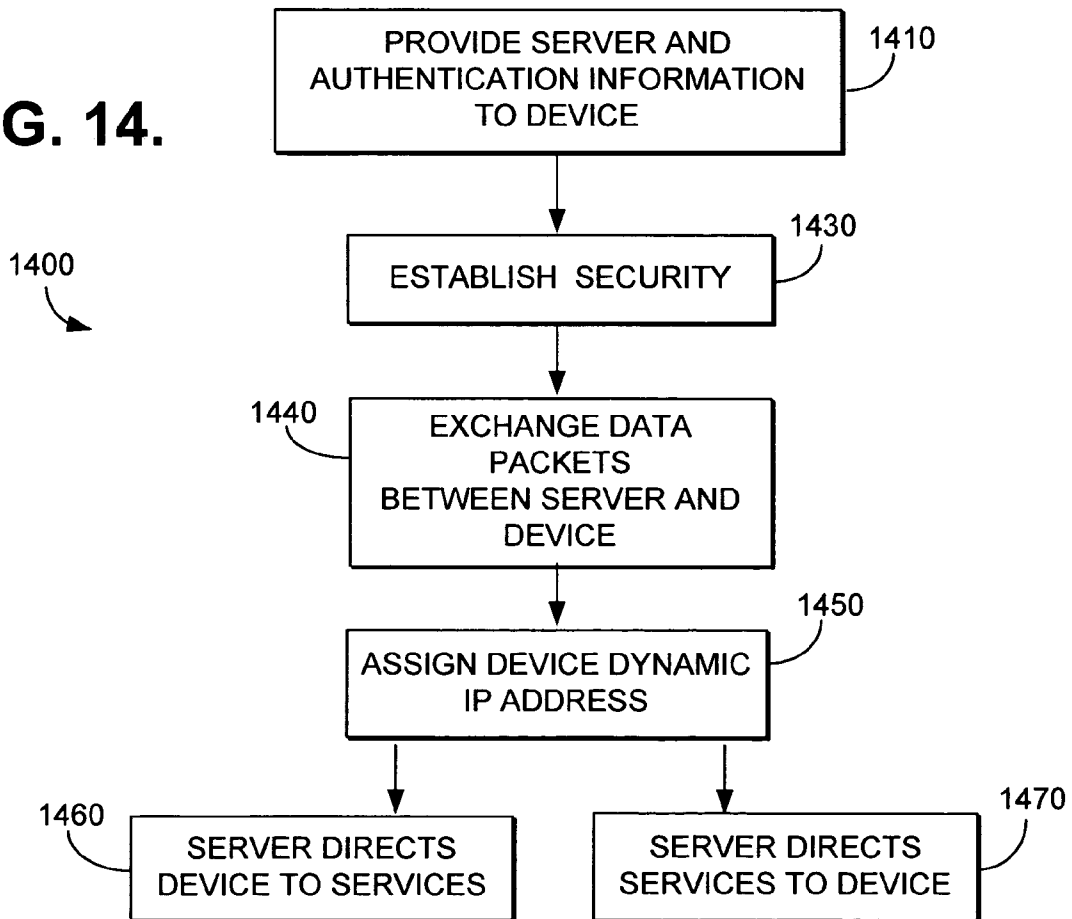 PROVIDE SERVER AND
AUTHENTICATION INFORMATION
TO DEVICE
1410
G. 14.
ESTABLISH SECURITY
1430
1400
1440
EXCHANGE DATA
PACKETS
BETWEEN SERVER AND
DEVICE
1450
ASSIGN DEVICE DYNAMIC
IP ADDRESS
1460
SERVER DIRECTS
DEVICE TO SERVICES
1470
SERVER DIRECTS
SERVICES TO DEVICE